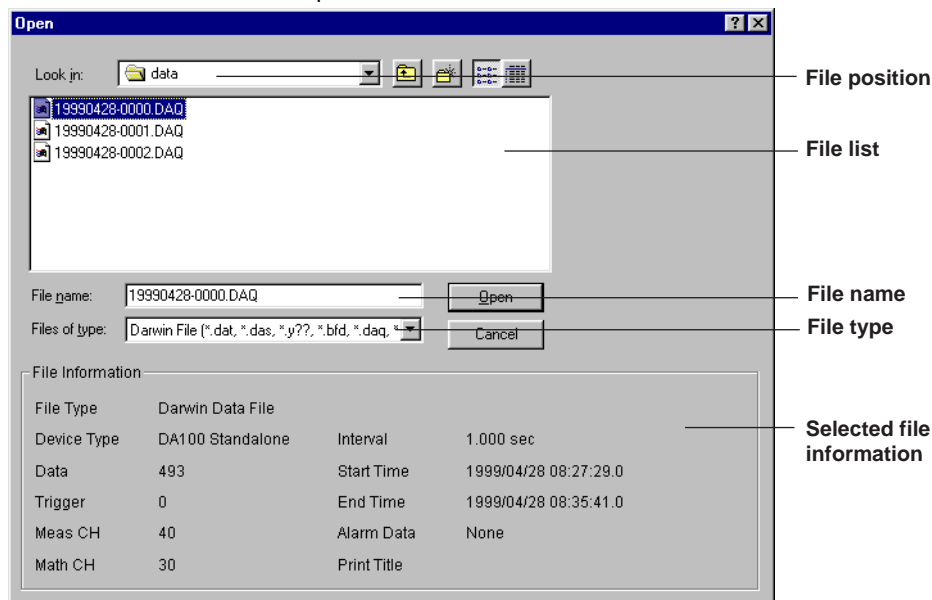 Open
Look in: data
File position
19990428-0000.DAQ
19990428-0001.DAQ
19990428-0002.DAQ
File list
File name: 19990428-0000.DAQ Open
File name
Files of type: Darwin File (*.dat, *.das, *.y??, *.bfd, *.daq, * Cancel
File type
File Information
File Type Darwin Data File
Device Type DA100 Standalone Interval 1.000 sec
Selected file
information
Data 493 Start Time 1999/04/28 08:27:29.0
Trigger 0 End Time 1999/04/28 08:35:41.0
Meas CH 40 Alarm Data None
Math CH 30 Print Title